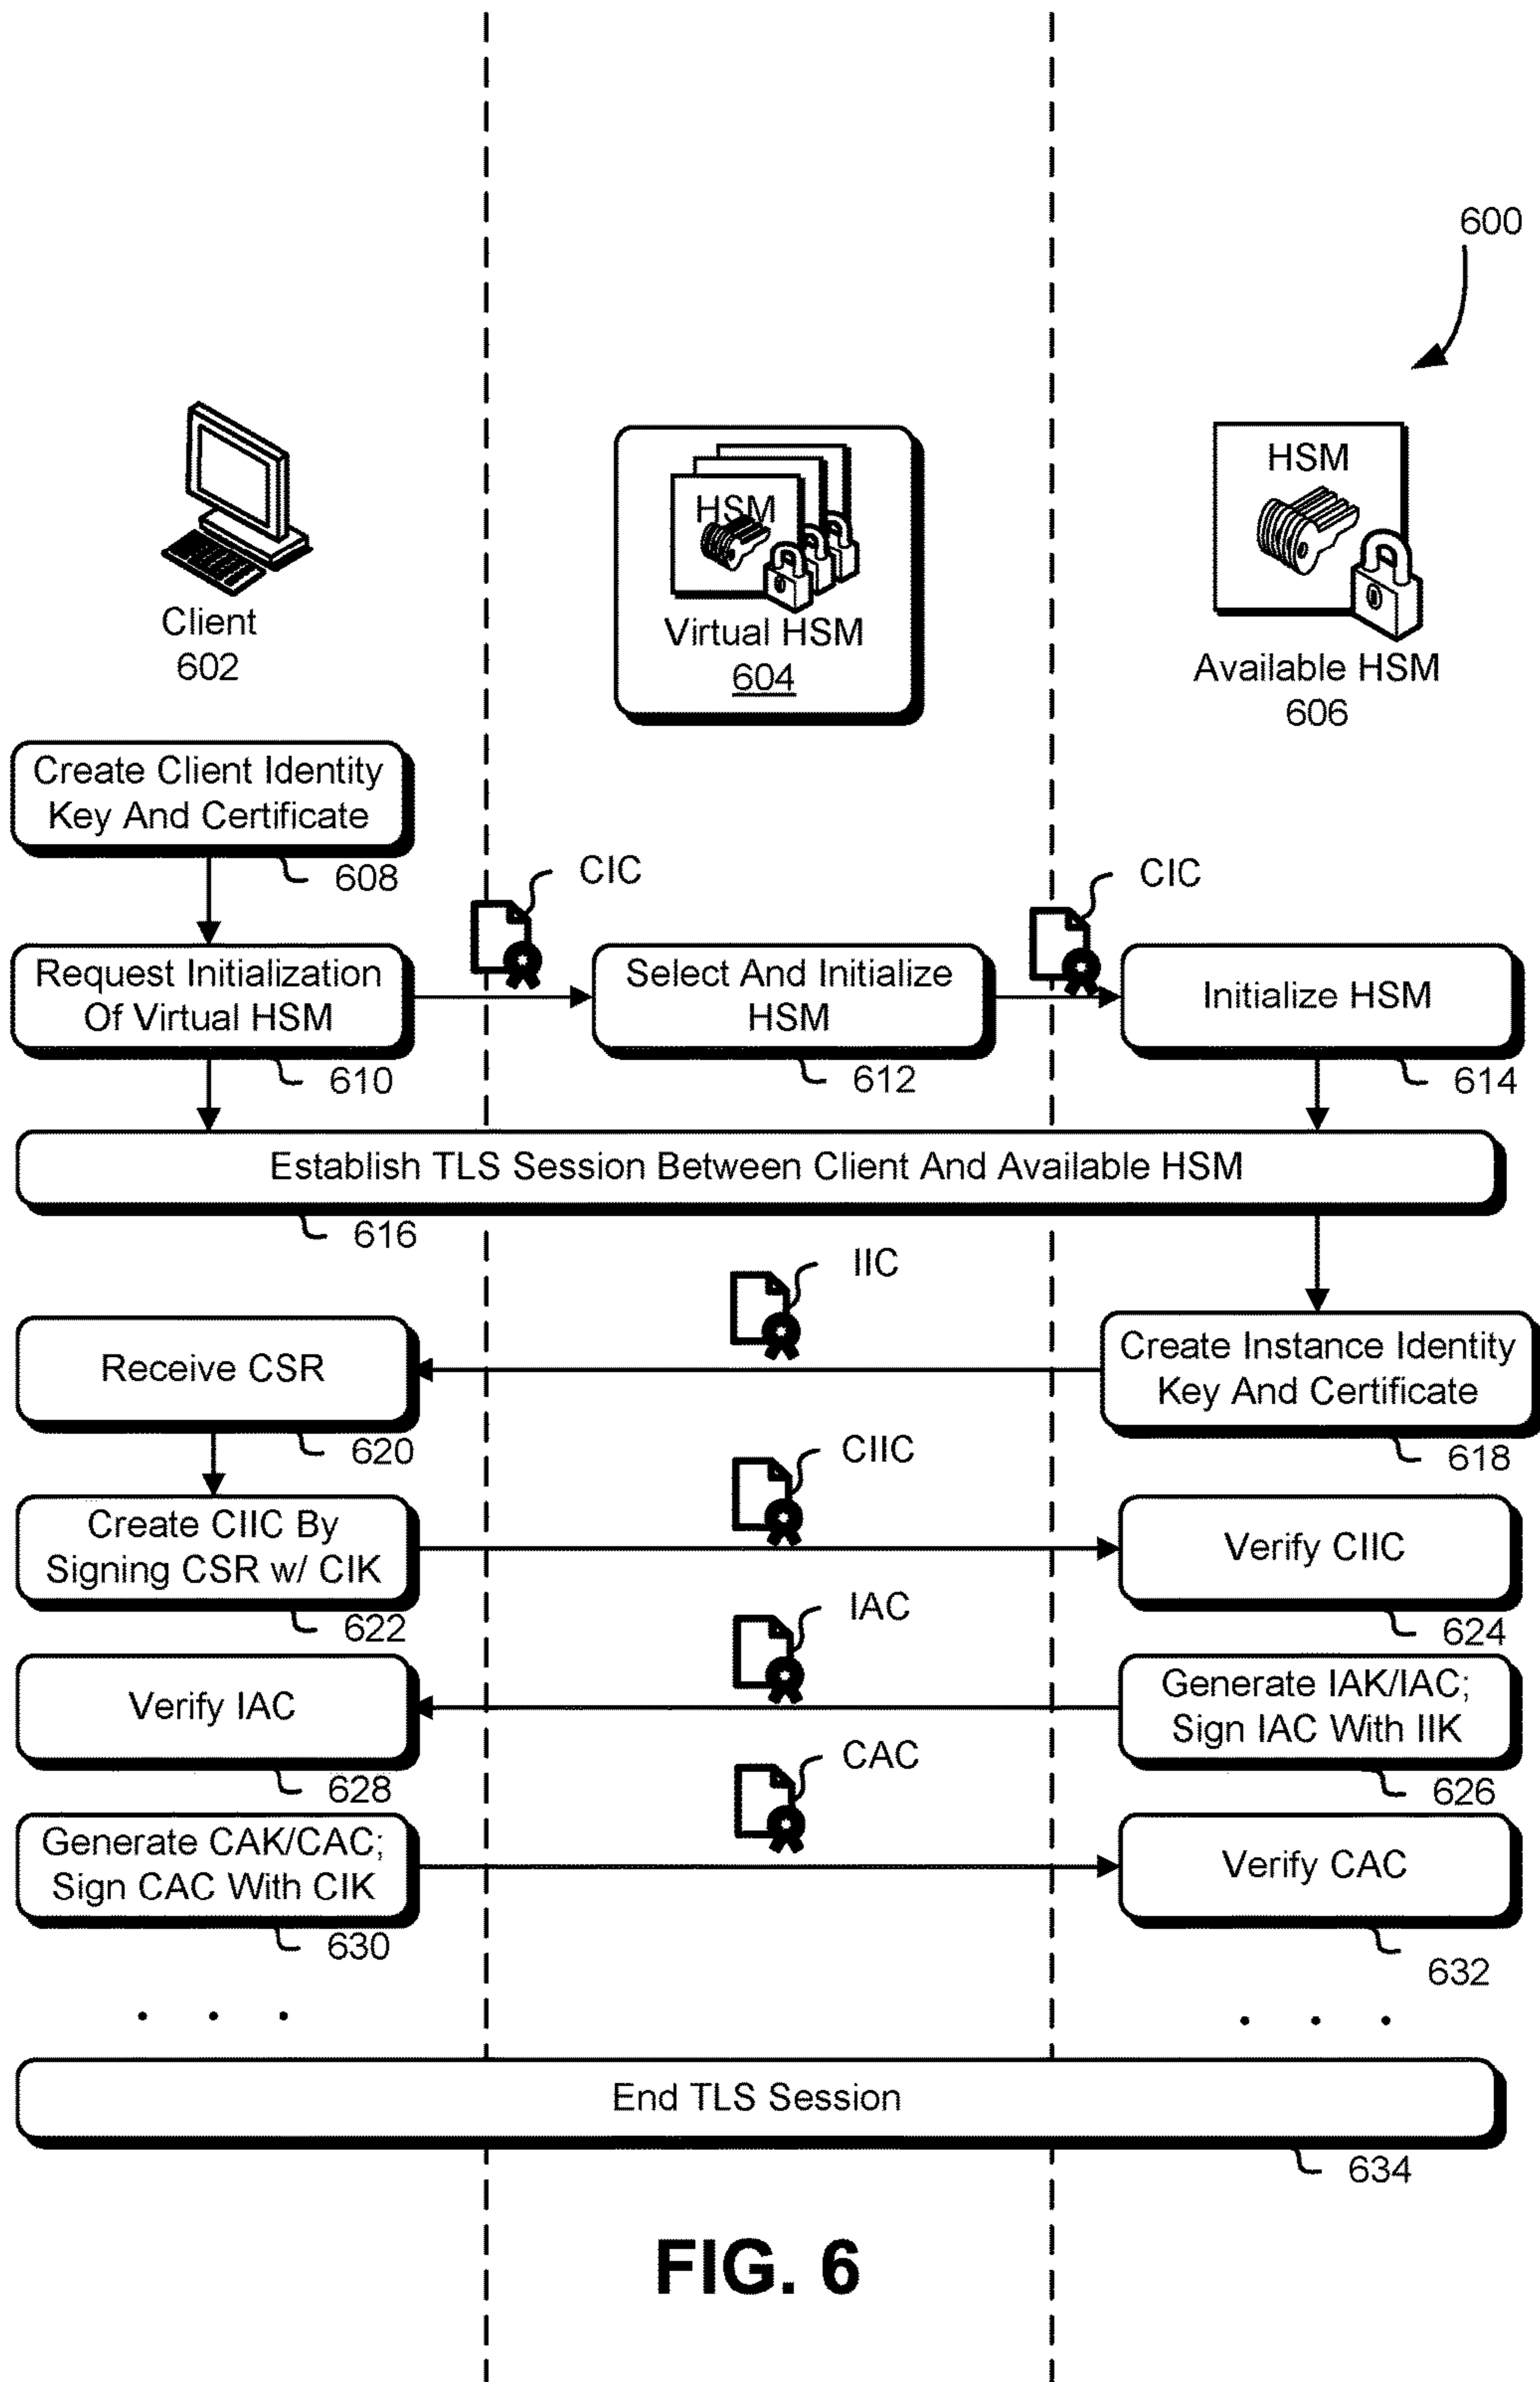 600
HSM
HSM
Client
602
Virtual HSM
604
Available HSM
606
Create Client Identity
Key And Certificate
608
CIC
CIC
Request Initialization
Of Virtual HSM
610
Select And Initialize
HSM
612
Initialize HSM
614
Establish TLS Session Between Client And Available HSM
616
IIC
Receive CSR
620
Create Instance Identity
Key And Certificate
618
CIIC
Create CIIC By
Signing CSR w/ CIK
622
Verify CIIC
624
IAC
Verify IAC
628
Generate IAK/IAC;
Sign IAC With IIK
626
CAC
Generate CAK/CAC;
Sign CAC With CIK
630
Verify CAC
632
. . .
. . .
End TLS Session
634
FIG. 6